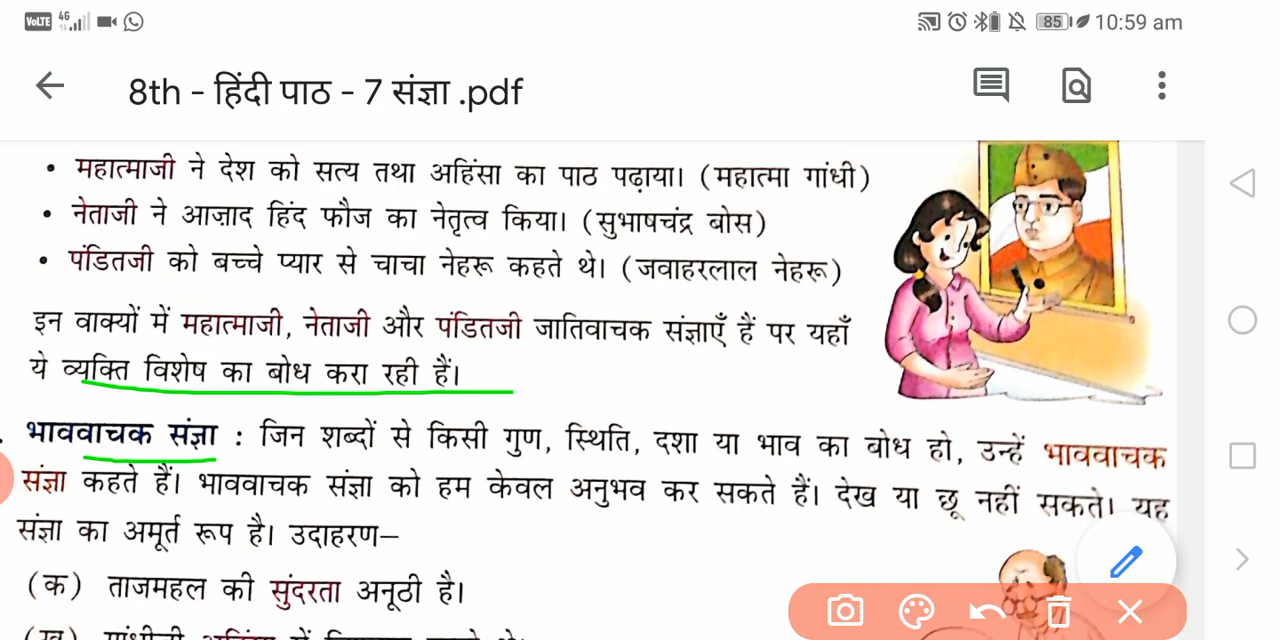 VoLTE 4G 85 10:59 am
8th - हिंदी पाठ - 7 संज्ञा .pdf
• महात्माजी ने देश को सत्य तथा अहिंसा का पाठ पढ़ाया। (महात्मा गांधी)
• नेताजी ने आज़ाद हिंद फौज का नेतृत्व किया। (सुभाषचंद्र बोस)
• पंडितजी को बच्चे प्यार से चाचा नेहरू कहते थे। (जवाहरलाल नेहरू)
इन वाक्यों में महात्माजी, नेताजी और पंडितजी जातिवाचक संज्ञाएँ हैं पर यहाँ
ये व्यक्ति विशेष का बोध करा रही हैं।
भाववाचक संज्ञा : जिन शब्दों से किसी गुण, स्थिति, दशा या भाव का बोध हो, उन्हें भाववाचक
संज्ञा कहते हैं। भाववाचक संज्ञा को हम केवल अनुभव कर सकते हैं। देख या छू नहीं सकते। यह
संज्ञा का अमूर्त रूप है। उदाहरण–
(क) ताजमहल की सुंदरता अनूठी है।